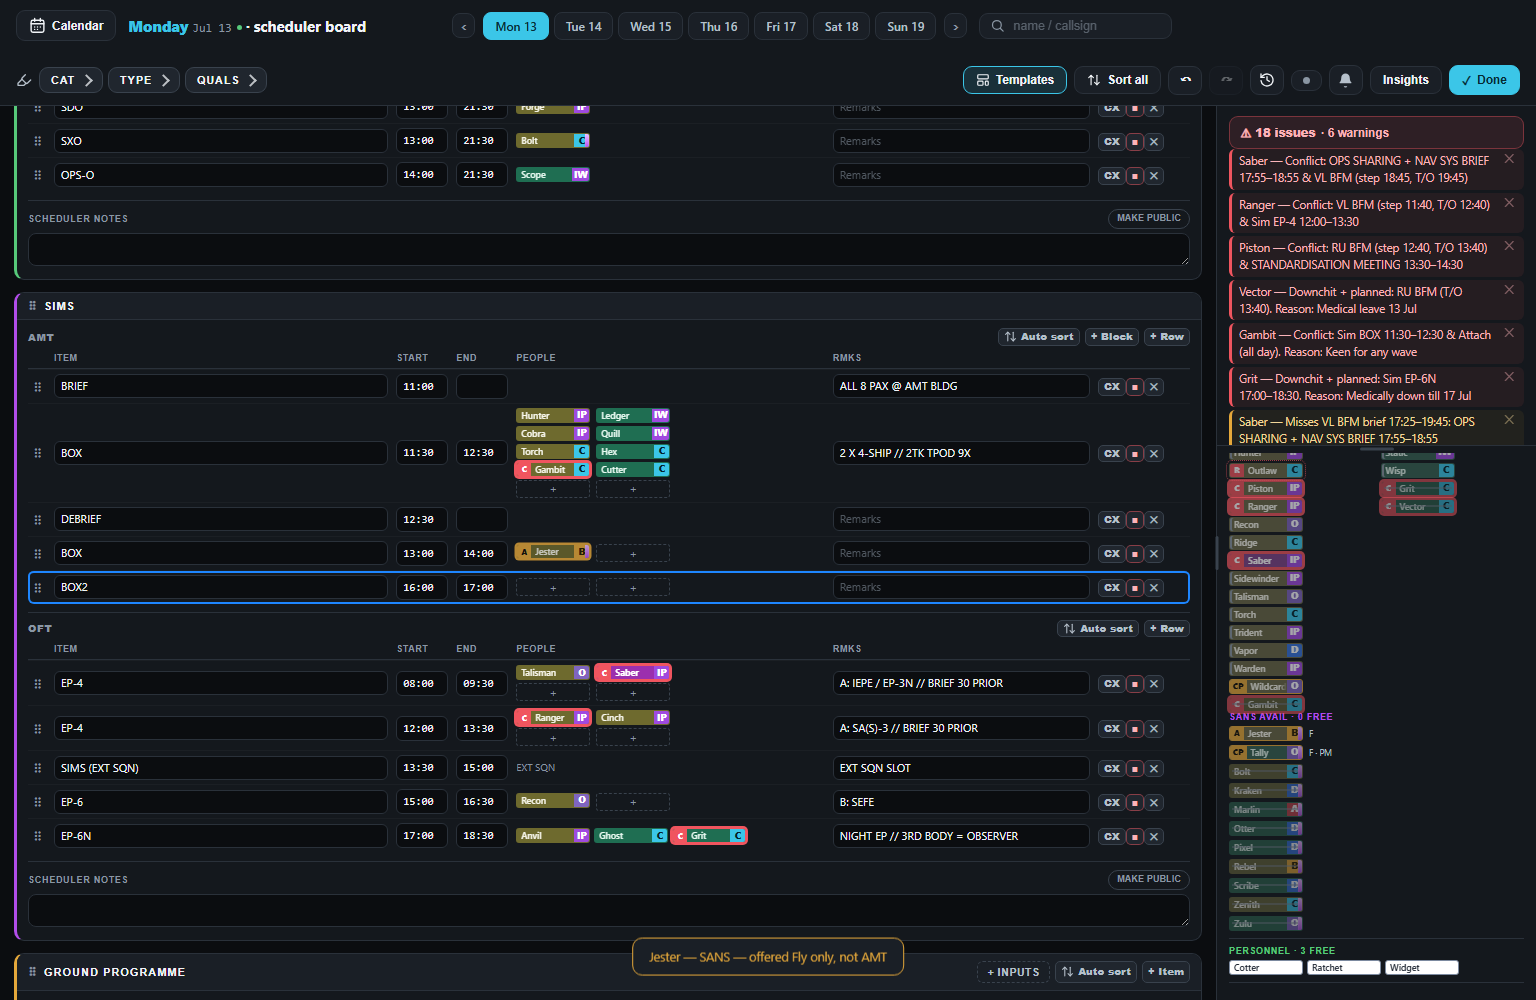 Calendar
Monday Jul 13 • · scheduler board
‹ Mon 13 Tue 14 Wed 15 Thu 16 Fri 17 Sat 18 Sun 19 ›
name / callsign
CAT TYPE QUALS
Templates Sort all Insights ✓ Done
SDO 13:00 21:30 Forge IP Remarks CX ■ X
SXO 13:00 21:30 Bolt C Remarks CX ■ X
OPS-O 14:00 21:30 Scope IW Remarks CX ■ X
SCHEDULER NOTES MAKE PUBLIC
SIMS
AMT Auto sort + Block + Row
ITEM START END PEOPLE RMKS
BRIEF 11:00 ALL 8 PAX @ AMT BLDG CX ■ X
Hunter IP Ledger IW
Cobra IP Quill IW
BOX 11:30 12:30 Torch C Hex C 2 X 4-SHIP // 2TK TPOD 9X CX ■ X
C Gambit C Cutter C
+ +
DEBRIEF 12:30 Remarks CX ■ X
BOX 13:00 14:00 A Jester B + Remarks CX ■ X
BOX2 16:00 17:00 + + Remarks CX ■ X
OFT Auto sort + Row
ITEM START END PEOPLE RMKS
EP-4 08:00 09:30 Talisman O C Saber IP A: IEPE / EP-3N // BRIEF 30 PRIOR CX ■ X
+ +
EP-4 12:00 13:30 C Ranger IP Cinch IP A: SA(S)-3 // BRIEF 30 PRIOR CX ■ X
+ +
SIMS (EXT SQN) 13:30 15:00 EXT SQN EXT SQN SLOT CX ■ X
EP-6 15:00 16:30 Recon O + B: SEFE CX ■ X
EP-6N 17:00 18:30 Anvil IP Ghost C C Grit C NIGHT EP // 3RD BODY = OBSERVER CX ■ X
SCHEDULER NOTES MAKE PUBLIC
GROUND PROGRAMME + INPUTS Auto sort + Item
Jester — SANS — offered Fly only, not AMT
⚠ 18 issues · 6 warnings
Saber — Conflict: OPS SHARING + NAV SYS BRIEF
17:55–18:55 & VL BFM (step 18:45, T/O 19:45)
Ranger — Conflict: VL BFM (step 11:40, T/O 12:40)
& Sim EP-4 12:00–13:30
Piston — Conflict: RU BFM (step 12:40, T/O 13:40)
& STANDARDISATION MEETING 13:30–14:30
Vector — Downchit + planned: RU BFM (T/O
13:40). Reason: Medical leave 13 Jul
Gambit — Conflict: Sim BOX 11:30–12:30 & Attach
(all day). Reason: Keen for any wave
Grit — Downchit + planned: Sim EP-6N
17:00–18:30. Reason: Medically down till 17 Jul
Saber — Misses VL BFM brief 17:25–19:45: OPS
SHARING + NAV SYS BRIEF 17:55–18:55
Hunter Static
R Outlaw C Wisp C
C Piston IP C Grit C
C Ranger IP C Vector C
Recon O
Ridge C
C Saber IP
Sidewinder IP
Talisman O
Torch C
Trident IP
Vapor D
Warden IP
CP Wildcard O
C Gambit C
SANS AVAIL · 0 FREE
A Jester B F
CP Tally O F · PM
Bolt C
Kraken D
Marlin A
Otter D
Pixel D
Rebel B
Scribe D
Zenith C
Zulu O
PERSONNEL · 3 FREE
Cotter Ratchet Widget